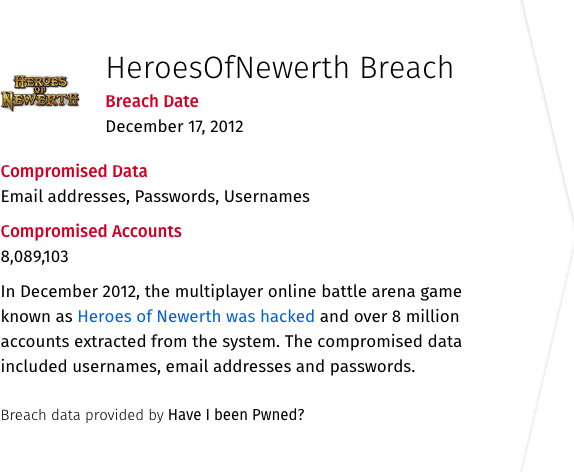 HEROES
OF
NEWERTH
HeroesOfNewerth Breach
Breach Date
December 17, 2012
Compromised Data
Email addresses, Passwords, Usernames
Compromised Accounts
8,089,103
In December 2012, the multiplayer online battle arena game
known as Heroes of Newerth was hacked and over 8 million
accounts extracted from the system. The compromised data
included usernames, email addresses and passwords.
Breach data provided by Have I been Pwned?